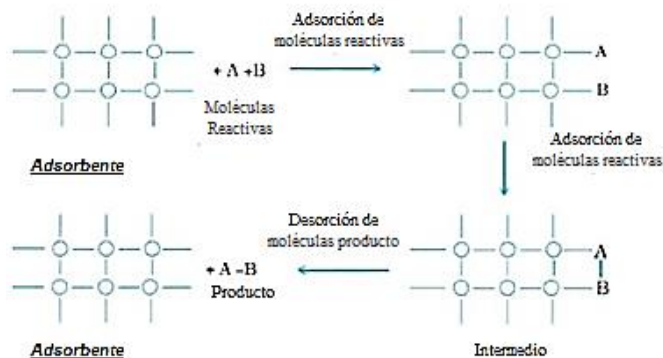 Adsorción de
moléculas reactivas
+ A +B
Moléculas
Reactivas
A
B
Adsorbente
Adsorción de
moléculas reactivas
Desorción de
moléculas producto
+ A -B
Producto
A
B
Adsorbente
Intermedio